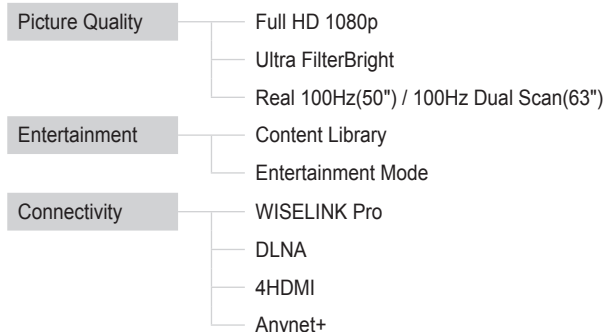 Picture Quality
Full HD 1080p
Ultra FilterBright
Real 100Hz(50") / 100Hz Dual Scan(63")
Entertainment
Content Library
Entertainment Mode
Connectivity
WISELINK Pro
DLNA
4HDMI
Anynet+